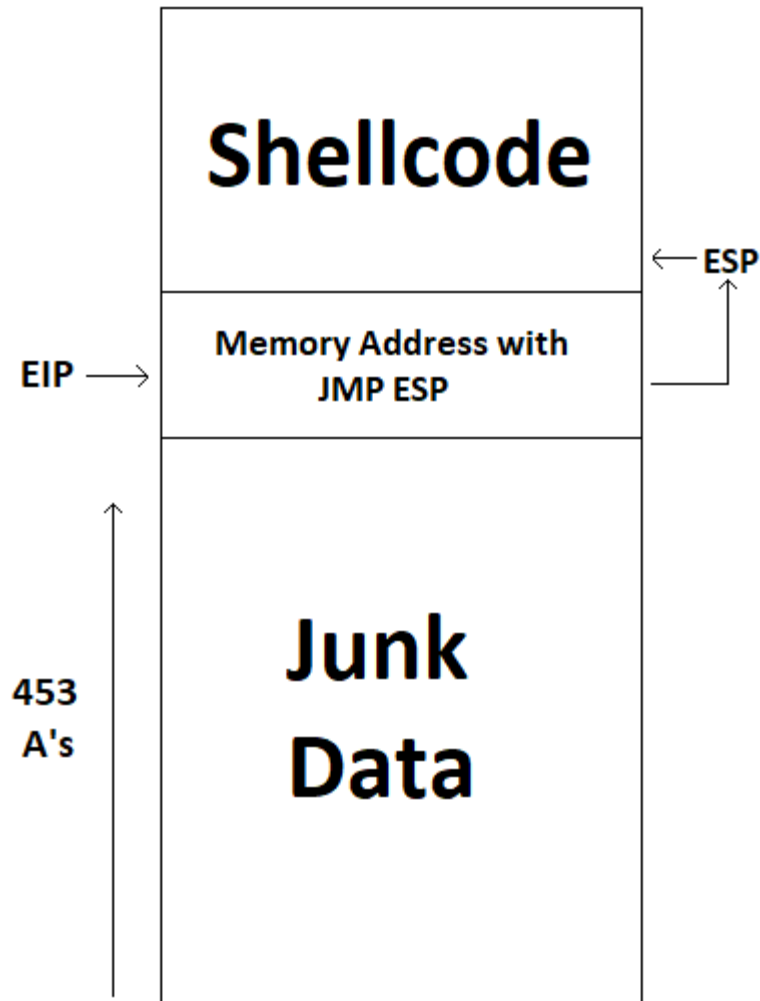 Shellcode
ESP
Memory Address with
JMP ESP
EIP
Junk
Data
453
A's